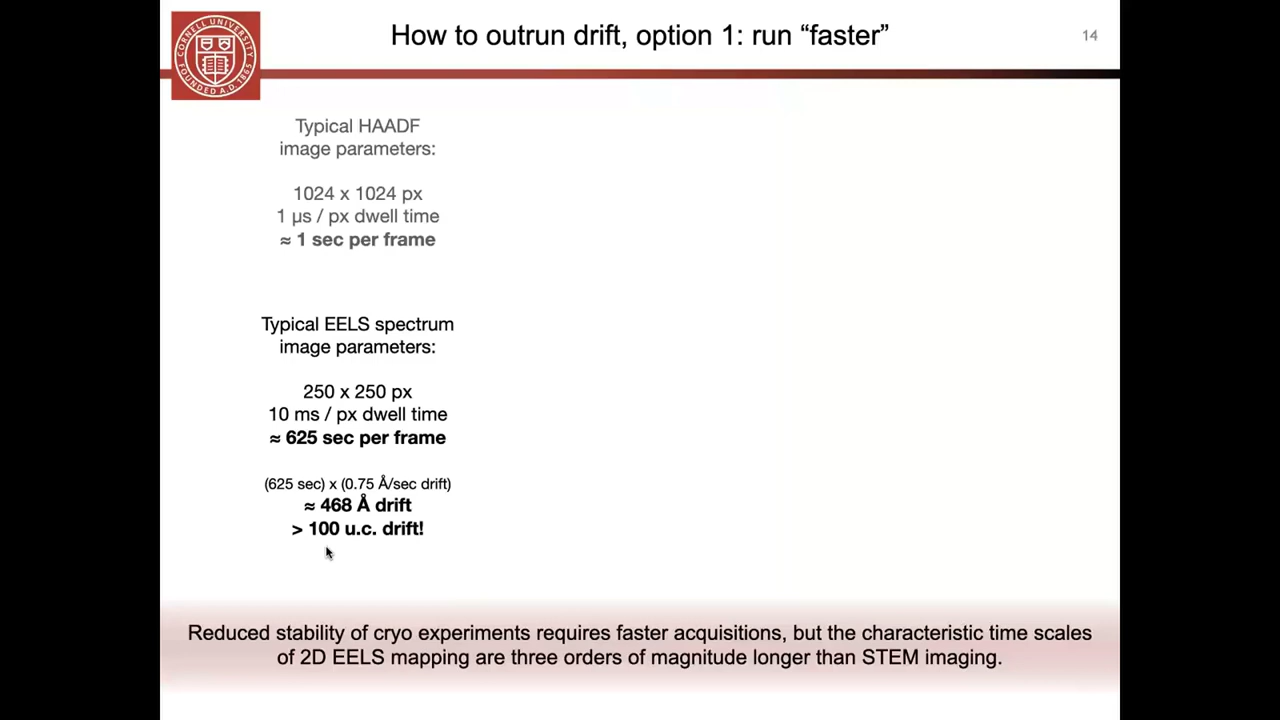 How to outrun drift, option 1: run “faster”
14
CORNELL UNIVERSITY
FOUNDED A.D. 1865
Typical HAADF
image parameters:
1024 x 1024 px
1 µs / px dwell time
≈ 1 sec per frame
Typical EELS spectrum
image parameters:
250 x 250 px
10 ms / px dwell time
≈ 625 sec per frame
(625 sec) x (0.75 Å/sec drift)
≈ 468 Å drift
> 100 u.c. drift!
Reduced stability of cryo experiments requires faster acquisitions, but the characteristic time scales
of 2D EELS mapping are three orders of magnitude longer than STEM imaging.